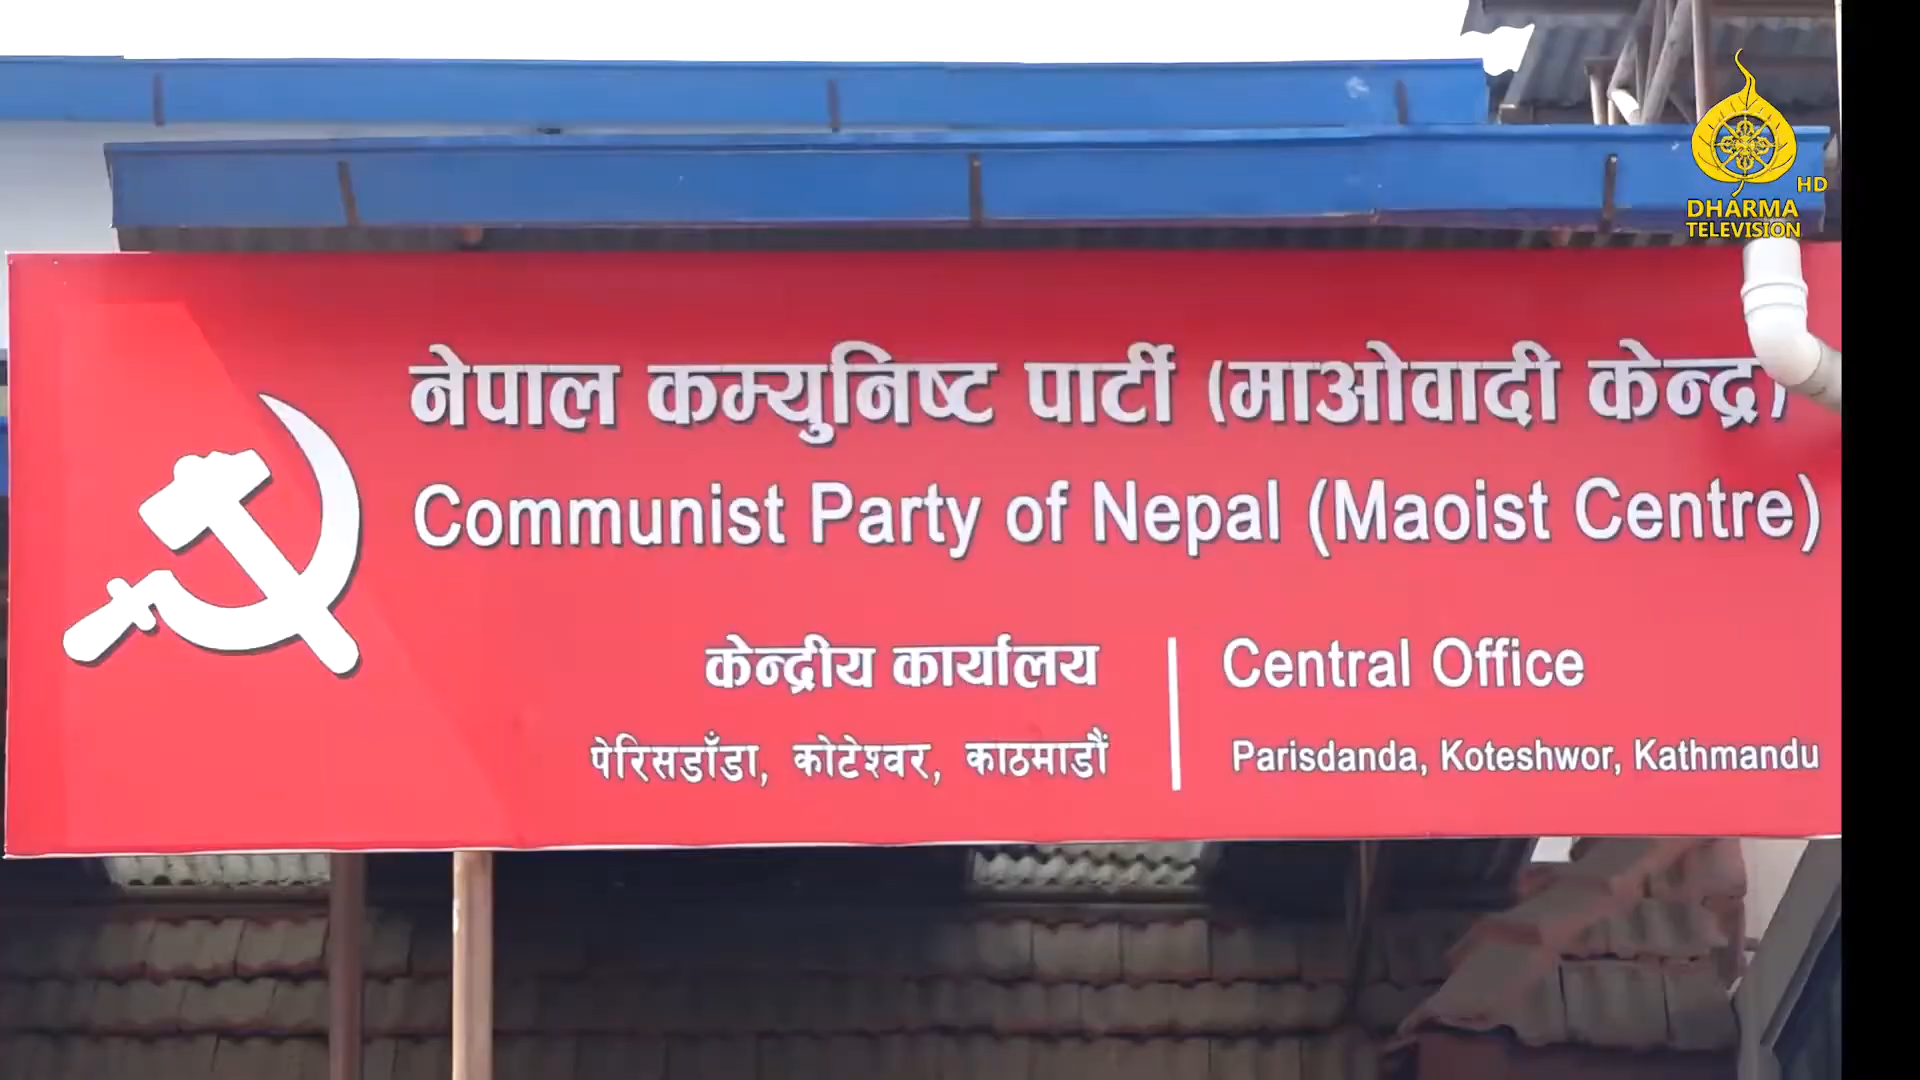 HD
DHARMA
TELEVISION
नेपाल कम्युनिष्ट पार्टी (माओवादी केन्द्र)
Communist Party of Nepal (Maoist Centre)
केन्द्रीय कार्यालय
पेरिसडाँडा, कोटेश्वर, काठमाडौं
Central Office
Parisdanda, Koteshwor, Kathmandu